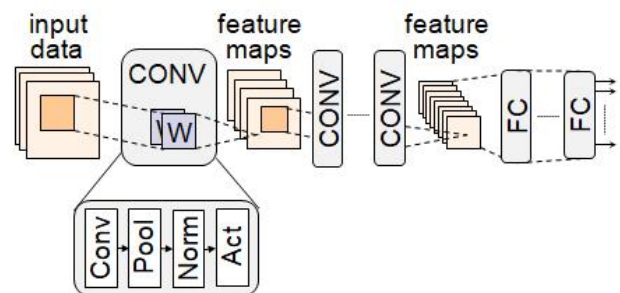 input
data
CONV
W
W
feature
maps
CONV
CONV
feature
maps
FC
FC
Conv
Pool
Norm
Act